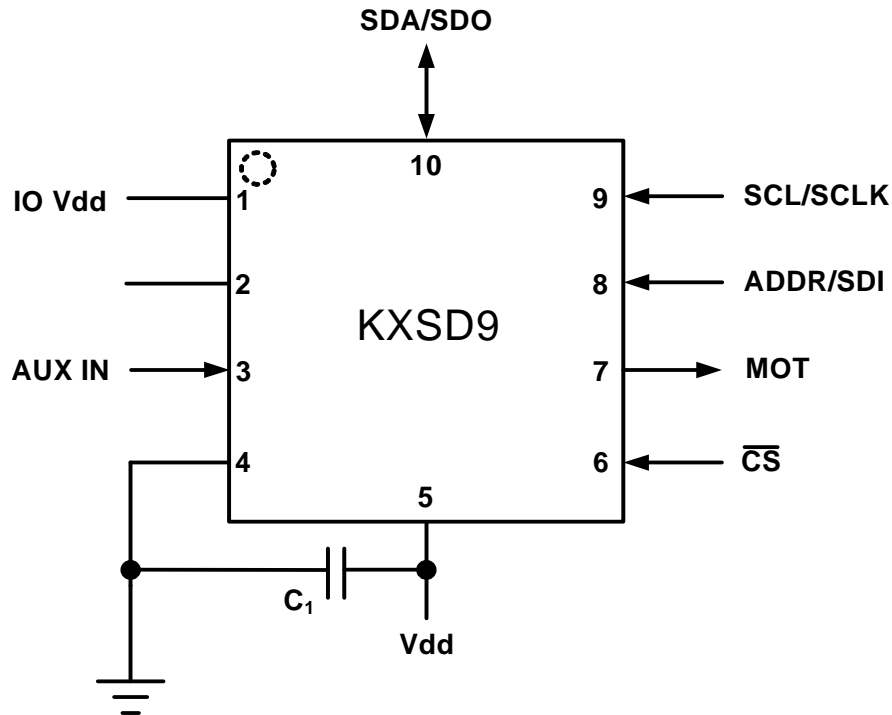 SDA/SDO
10
IO Vdd
1
9
SCL/SCLK
2
8
ADDR/SDI
KXSD9
AUX IN
3
7
MOT
4
6
CS
5
C₁
Vdd